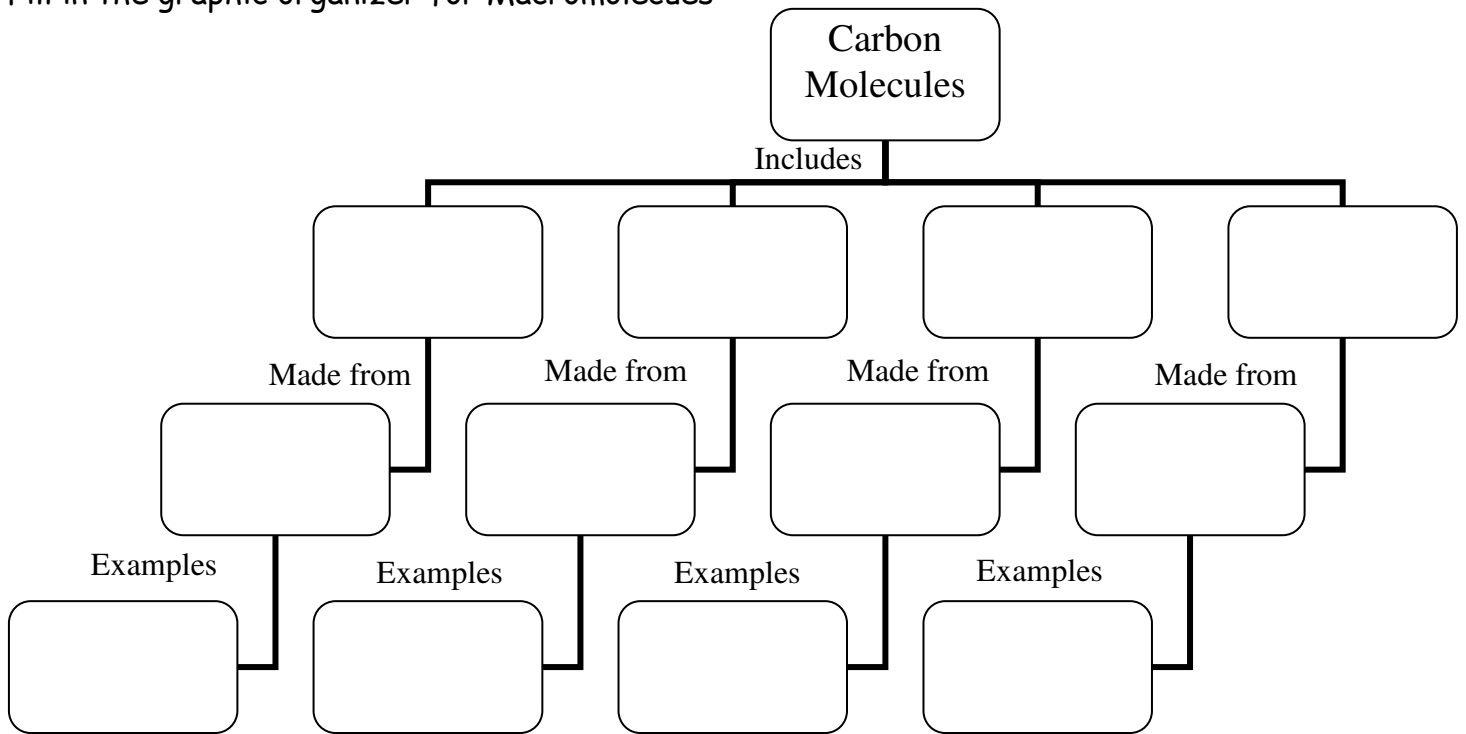 Fill in the graphic organizer for Macromolecules
Carbon
Molecules
Includes
Made from
Made from
Made from
Made from
Examples
Examples
Examples
Examples